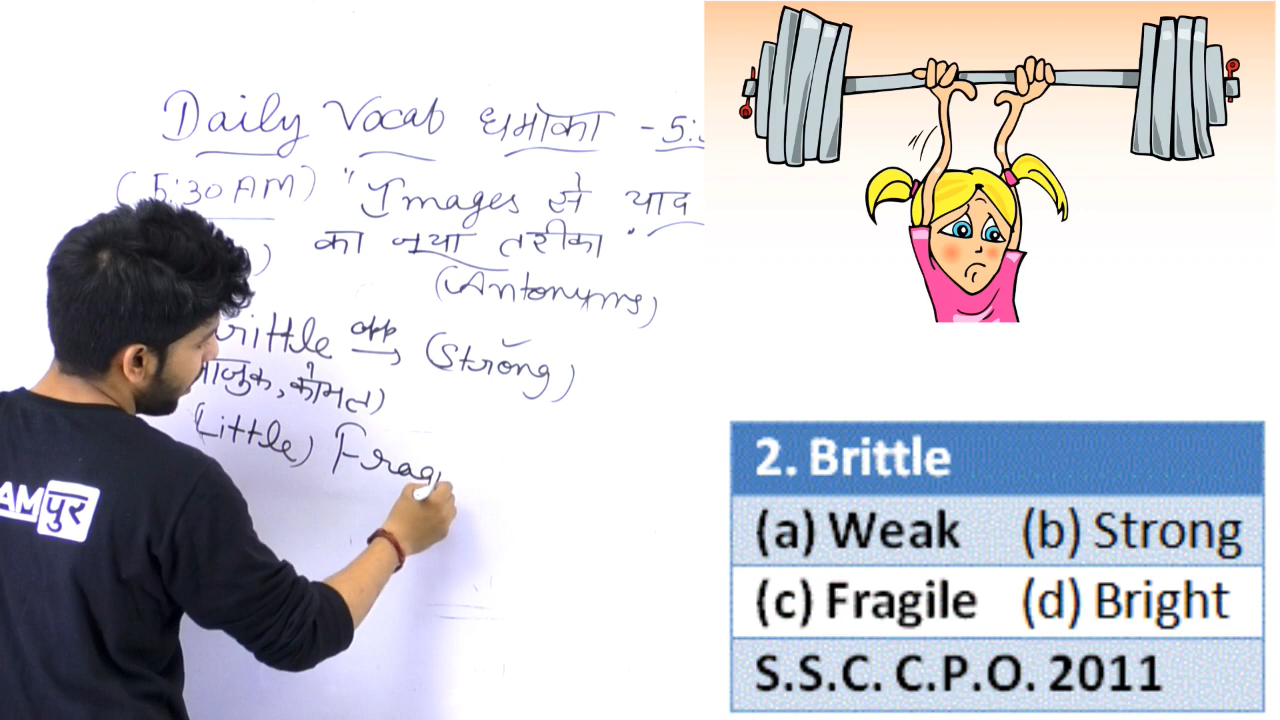 Daily Vocab धमाका - 5:
(5:30 AM) "Images से याद
का नया तरीका"
(Antonyms)
rittle opp → (Strong)
ाजुक, कोमल)
(Little) Frag
AMपुर
2. Brittle
(a) Weak (b) Strong
(c) Fragile (d) Bright
S.S.C. C.P.O. 2011